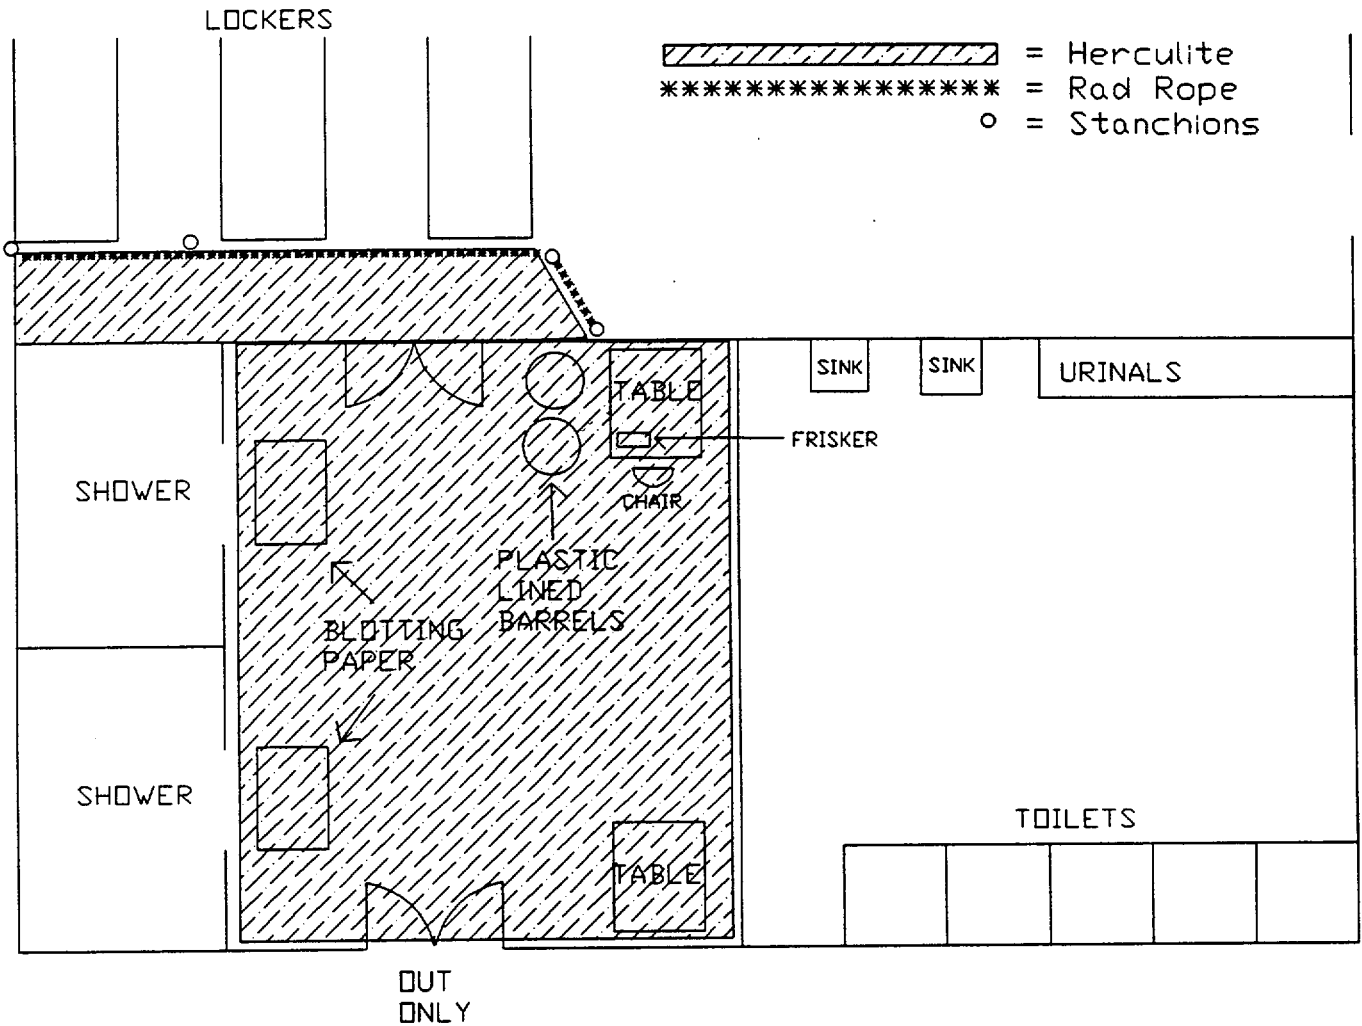 LOCKERS
= Herculite
= Rad Rope
= Stanchions
SINK
SINK
URINALS
TABLE
FRISKER
CHAIR
SHOWER
PLASTIC
LINED
BARRELS
BLOTTING
PAPER
SHOWER
TOILETS
TABLE
OUT
ONLY